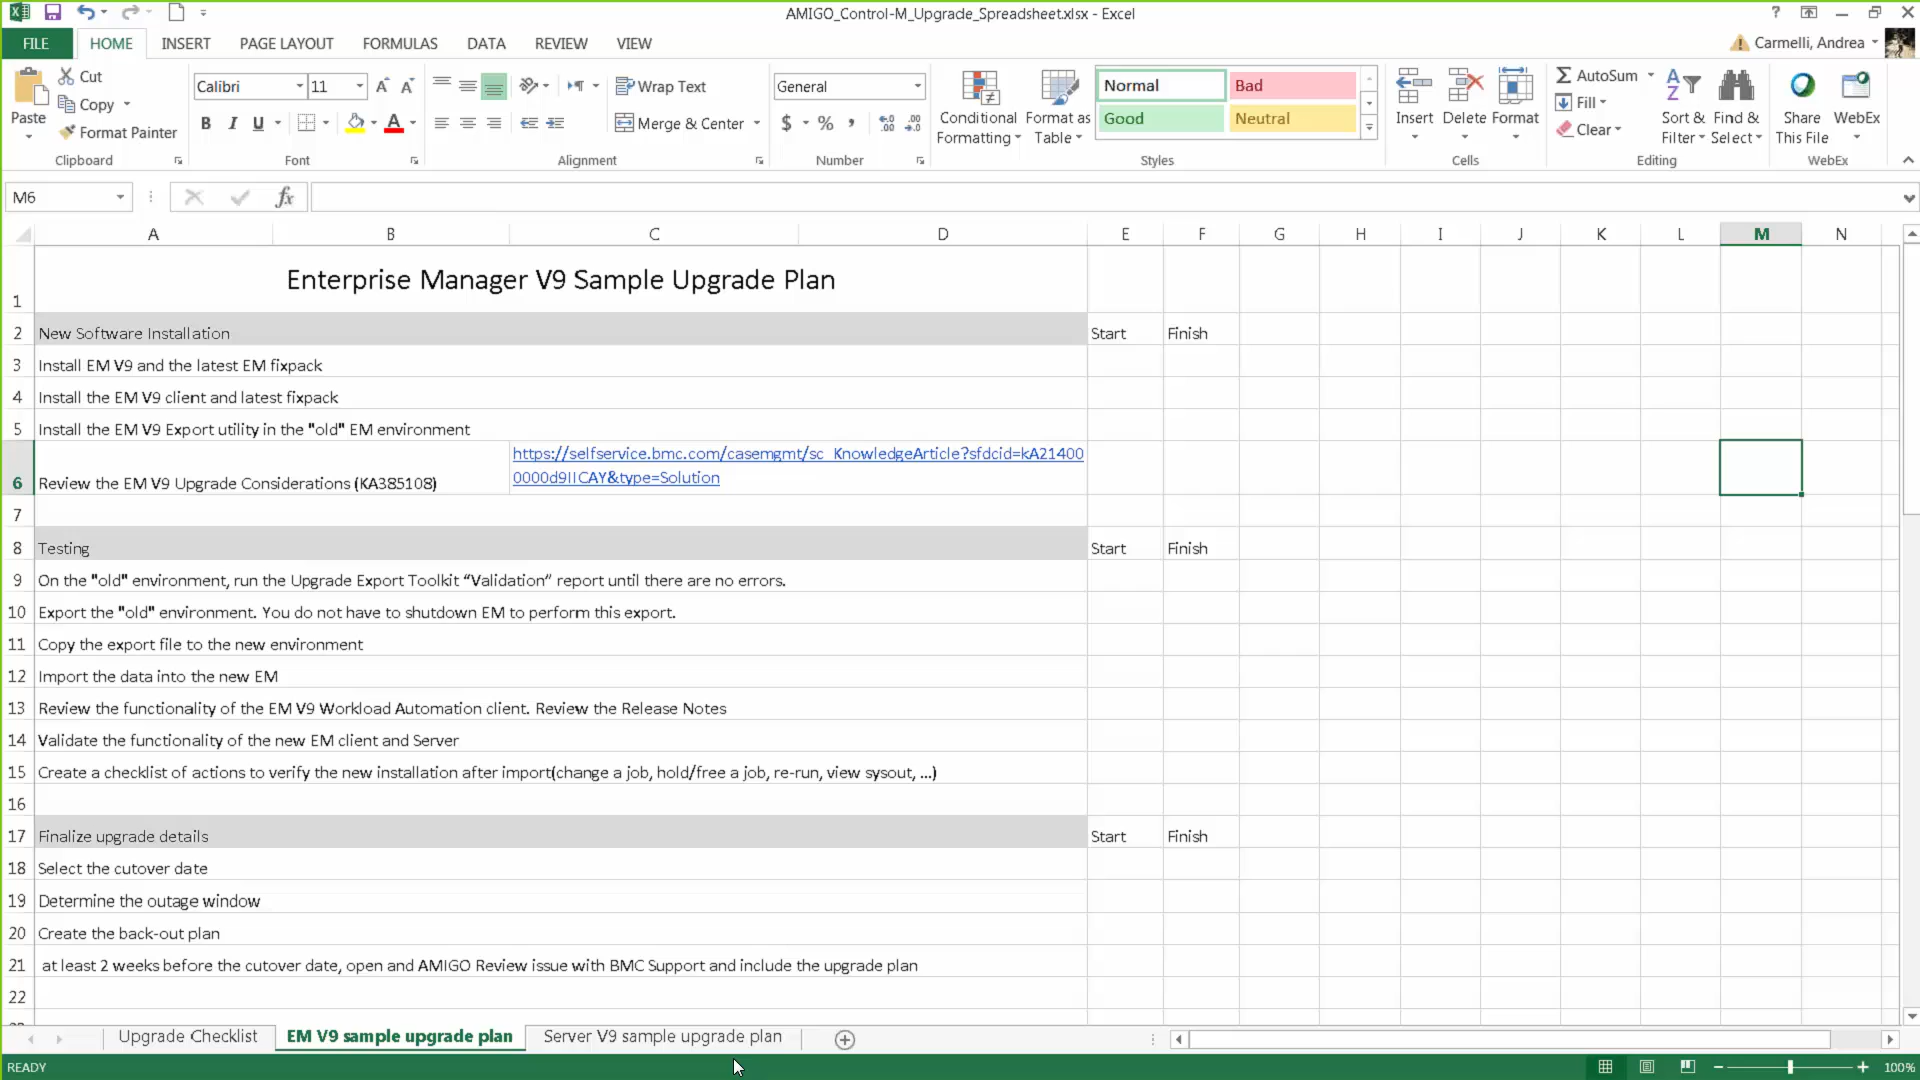 AMIGO_Control-M_Upgrade_Spreadsheet.xlsx - Excel
?
FILE HOME INSERT PAGE LAYOUT FORMULAS DATA REVIEW VIEW Carmelli, Andrea
Paste Cut Copy Format Painter Clipboard
Calibri 11 A A B I U A Font
Wrap Text Merge & Center Alignment
General $ % , Number
Conditional Formatting Format as Table Normal Bad Good Neutral Styles
Insert Delete Format Cells
AutoSum Fill Clear Sort & Filter Find & Select Editing
Share This File WebEx WebEx
M6 fx
A B C D E F G H I J K L M N
1 Enterprise Manager V9 Sample Upgrade Plan
2 New Software Installation Start Finish
3 Install EM V9 and the latest EM fixpack
4 Install the EM V9 client and latest fixpack
5 Install the EM V9 Export utility in the "old" EM environment
https://selfservice.bmc.com/casemgmt/sc_KnowledgeArticle?sfdcid=kA21400
6 Review the EM V9 Upgrade Considerations (KA385108) 0000d9IICAY&type=Solution
7
8 Testing Start Finish
9 On the "old" environment, run the Upgrade Export Toolkit “Validation” report until there are no errors.
10 Export the "old" environment. You do not have to shutdown EM to perform this export.
11 Copy the export file to the new environment
12 Import the data into the new EM
13 Review the functionality of the EM V9 Workload Automation client. Review the Release Notes
14 Validate the functionality of the new EM client and Server
15 Create a checklist of actions to verify the new installation after import(change a job, hold/free a job, re-run, view sysout, ...)
16
17 Finalize upgrade details Start Finish
18 Select the cutover date
19 Determine the outage window
20 Create the back-out plan
21 at least 2 weeks before the cutover date, open and AMIGO Review issue with BMC Support and include the upgrade plan
22
Upgrade Checklist EM V9 sample upgrade plan Server V9 sample upgrade plan
READY 100%